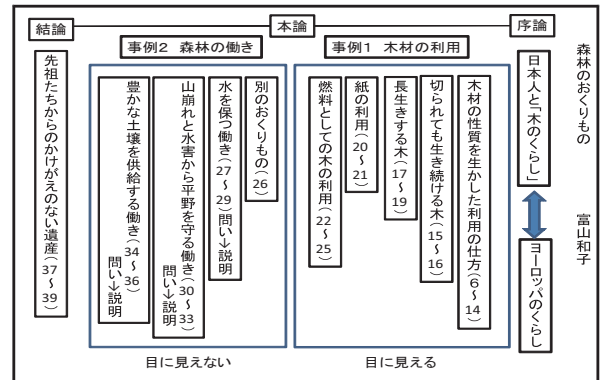 森林のおくりもの　富山和子
序論
日本人と「木のくらし」
ヨーロッパのくらし
本論
事例1　木材の利用
木材の性質を生かした利用の仕方(6～14)
切られても生き続ける木(15～16)
長生きする木(17～19)
紙の利用(20～21)
燃料としての木の利用(22～25)
目に見える
事例2　森林の働き
別のおくりもの(26)
水を保つ働き(27～29)問い→説明
山崩れと水害から平野を守る働き(30～33)
問い→説明
豊かな土壌を供給する働き(34～36)
問い→説明
目に見えない
結論
先祖たちからのかけがえのない遺産(37～39)